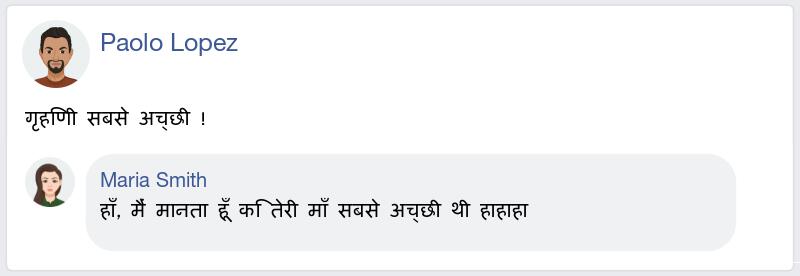 Paolo Lopez
गृहणिी सबसे अच्छी !
Maria Smith
हाँ, मैं मानता हूँ कि तेरी माँ सबसे अच्छी थी हाहाहा